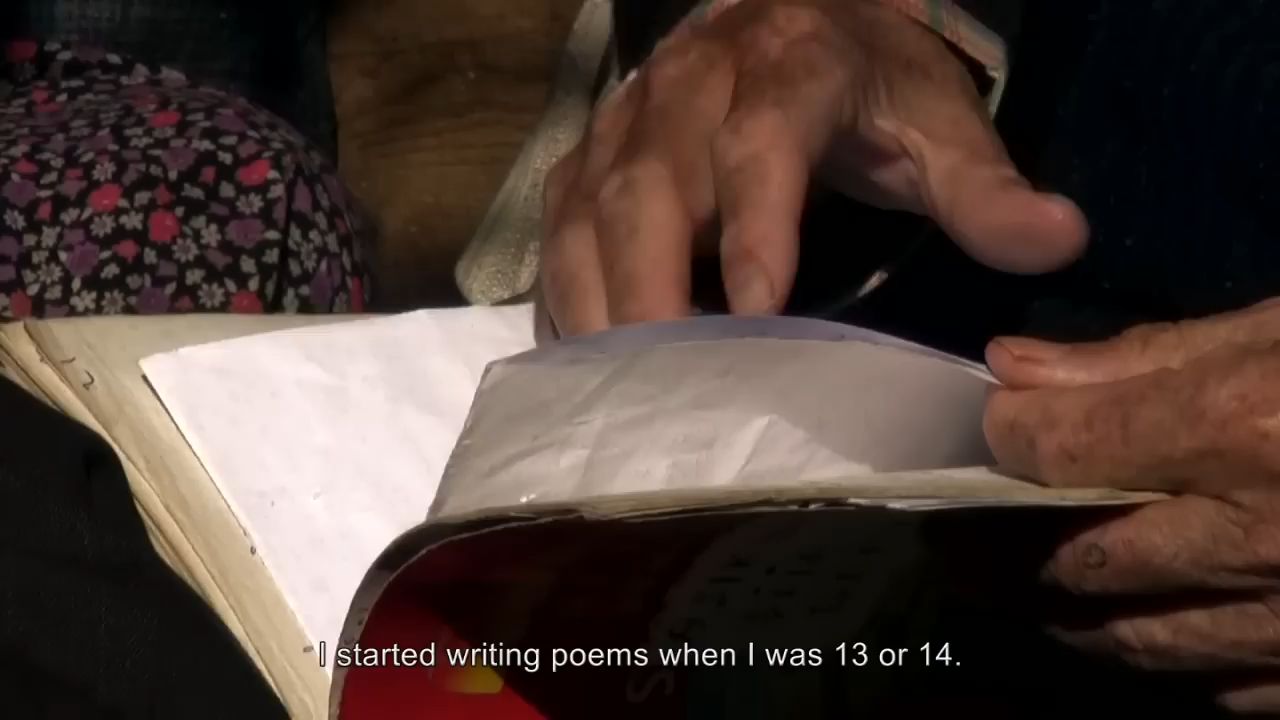 I started writing poems when I was 13 or 14.